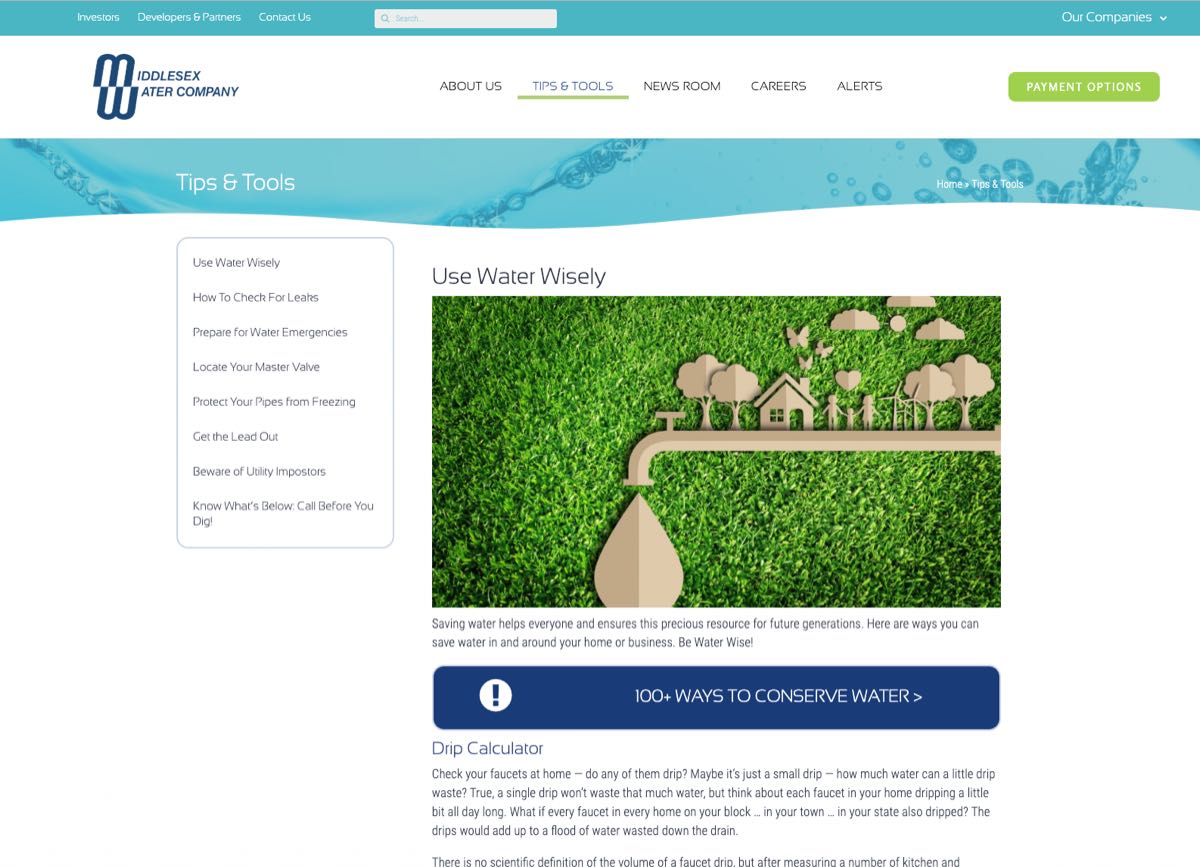 Investors Developers & Partners Contact Us Search... Our Companies
IDDLESEX
ATER COMPANY
ABOUT US TIPS & TOOLS NEWS ROOM CAREERS ALERTS PAYMENT OPTIONS
Tips & Tools
Home » Tips & Tools
Use Water Wisely
How To Check For Leaks
Prepare for Water Emergencies
Locate Your Master Valve
Protect Your Pipes from Freezing
Get the Lead Out
Beware of Utility Impostors
Know What's Below: Call Before You
Dig!
Use Water Wisely
Saving water helps everyone and ensures this precious resource for future generations. Here are ways you can
save water in and around your home or business. Be Water Wise!
100+ WAYS TO CONSERVE WATER >
Drip Calculator
Check your faucets at home — do any of them drip? Maybe it's just a small drip — how much water can a little drip
waste? True, a single drip won't waste that much water, but think about each faucet in your home dripping a little
bit all day long. What if every faucet in every home on your block … in your town … in your state also dripped? The
drips would add up to a flood of water wasted down the drain.
There is no scientific definition of the volume of a faucet drip, but after measuring a number of kitchen and